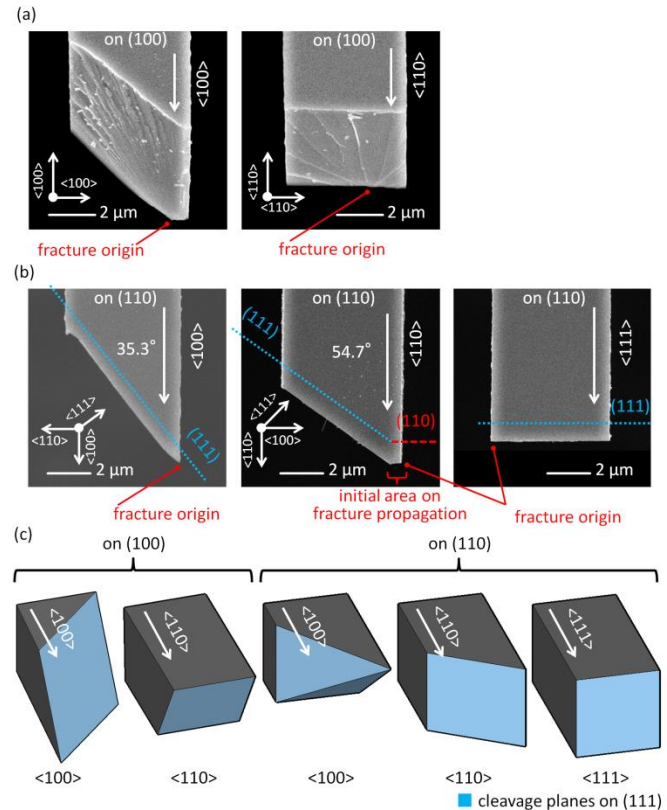 (a)
on (100)
<100>
<100>
<100>
2 μm
fracture origin
on (100)
<110>
<110>
<110>
2 μm
fracture origin
(b)
on (110)
35.3°
<100>
(111)
<111>
<110>
<100>
2 μm
fracture origin
on (110)
(111)
54.7°
<110>
(110)
<111>
<100>
<110>
2 μm
initial area on
fracture propagation
on (110)
<111>
(111)
2 μm
fracture origin
(c)
on (100)
on (110)
<100>
<110>
<100>
<110>
<111>
<100>
<110>
<100>
<110>
<111>
cleavage planes on (111)